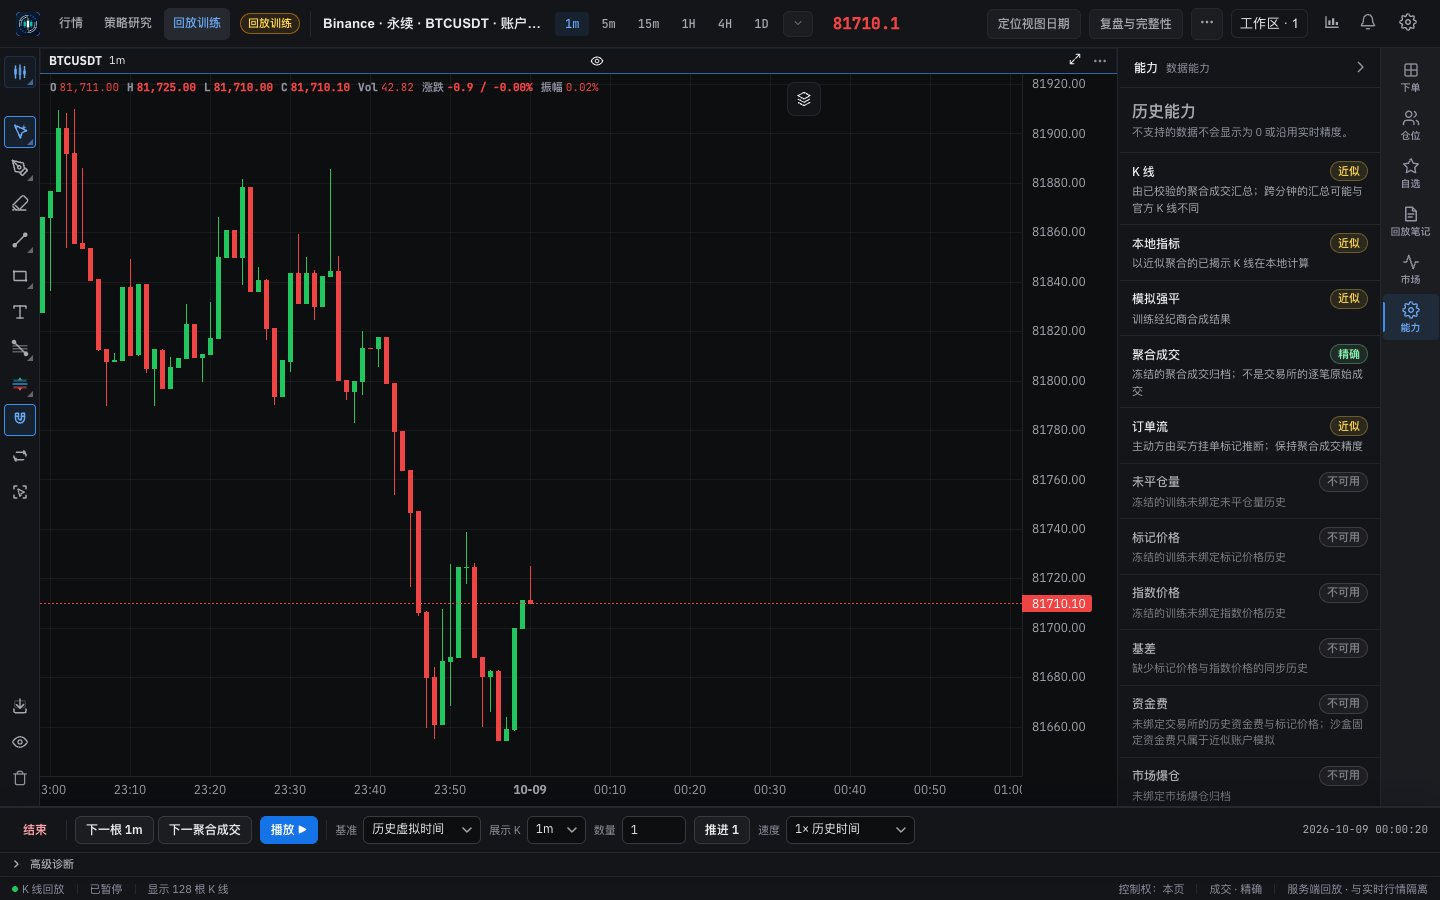 行情 策略研究 回放训练 回放训练 Binance · 永续 · BTCUSDT · 账户... 1m 5m 15m 1H 4H 1D 81710.1 定位视图日期 复盘与完整性 ··· 工作区 · 1
BTCUSDT 1m
O 81,711.00 H 81,725.00 L 81,710.00 C 81,710.10 Vol 42.82 涨跌 -0.9 / -0.00% 振幅 0.02%
81920.00
81900.00
81880.00
81860.00
81840.00
81820.00
81800.00
81780.00
81760.00
81740.00
81720.00
81710.10
81700.00
81680.00
81660.00
3:00 23:10 23:20 23:30 23:40 23:50 10-09 00:10 00:20 00:30 00:40 00:50 01:00
能力 数据能力
历史能力
不支持的数据不会显示为 0 或沿用实时精度。
K 线 近似
由已校验的聚合成交汇总；跨分钟的汇总可能与
官方 K 线不同
本地指标 近似
以近似聚合的已揭示 K 线在本地计算
模拟强平 近似
训练经纪商合成结果
聚合成交 精确
冻结的聚合成交归档；不是交易所的逐笔原始成
交
订单流 近似
主动方由买方挂单标记推断；保持聚合成交精度
未平仓量 不可用
冻结的训练未绑定未平仓量历史
标记价格 不可用
冻结的训练未绑定标记价格历史
指数价格 不可用
冻结的训练未绑定指数价格历史
基差 不可用
缺少标记价格与指数价格的同步历史
资金费 不可用
未绑定交易所的历史资金费与标记价格；沙盒固
定资金费只属于近似账户模拟
市场爆仓 不可用
未绑定市场爆仓归档
下单
仓位
自选
回放笔记
市场
能力
结束 下一根 1m 下一聚合成交 播放 基准 历史虚拟时间 展示 K 1m 数量 1 推进 1 速度 1× 历史时间 2026-10-09 00:00:20
高级诊断
K 线回放 已暂停 显示 128 根 K 线 控制权：本页 成交 · 精确 服务端回放 · 与实时行情隔离